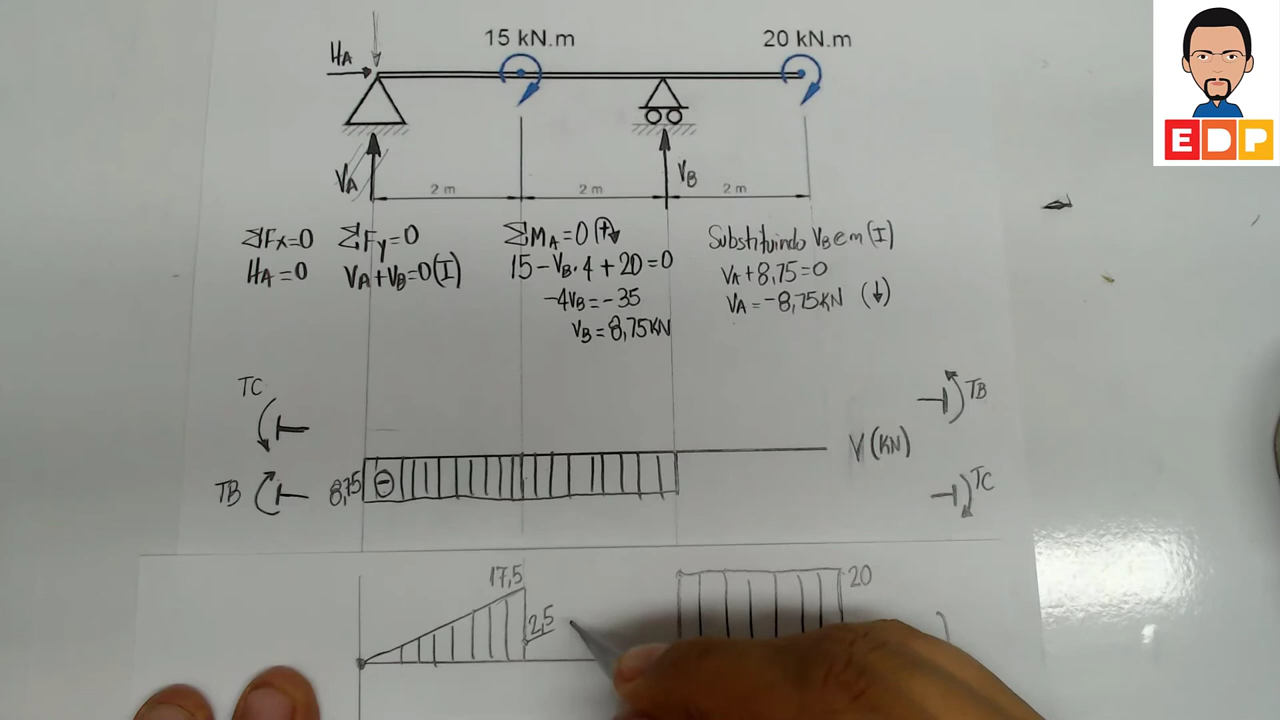 HA
15 kN.m
20 kN.m
EDP
VA
VB
2 m
2 m
2 m
ΣFx=0
HA=0
ΣFy=0
VA+VB=0(I)
ΣMA=0 (+
15-VB.4+20=0
-4VB=-35
VB=8,75KN
Substituindo VB em (I)
VA+8,75=0
VA=-8,75KN (↓)
TC
TB
TB
TC
8,75
⊖
V(KN)
17,5
2,5
20